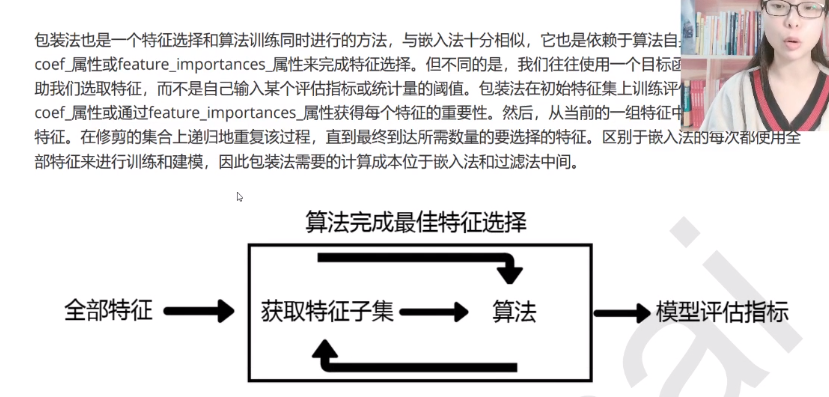 包装法也是一个特征选择和算法训练同时进行的方法，与嵌入法十分相似，它也是依赖于算法自
coef_属性或feature_importances_属性来完成特征选择。但不同的是，我们往往使用一个目标函
助我们选取特征，而不是自己输入某个评估指标或统计量的阈值。包装法在初始特征集上训练评
coef_属性或通过feature_importances_属性获得每个特征的重要性。然后，从当前的一组特征中
特征。在修剪的集合上递归地重复该过程，直到最终到达所需数量的要选择的特征。区别于嵌入法的每次都使用全
部特征来进行训练和建模，因此包装法需要的计算成本位于嵌入法和过滤法中间。
算法完成最佳特征选择
全部特征 获取特征子集 算法 模型评估指标
ai